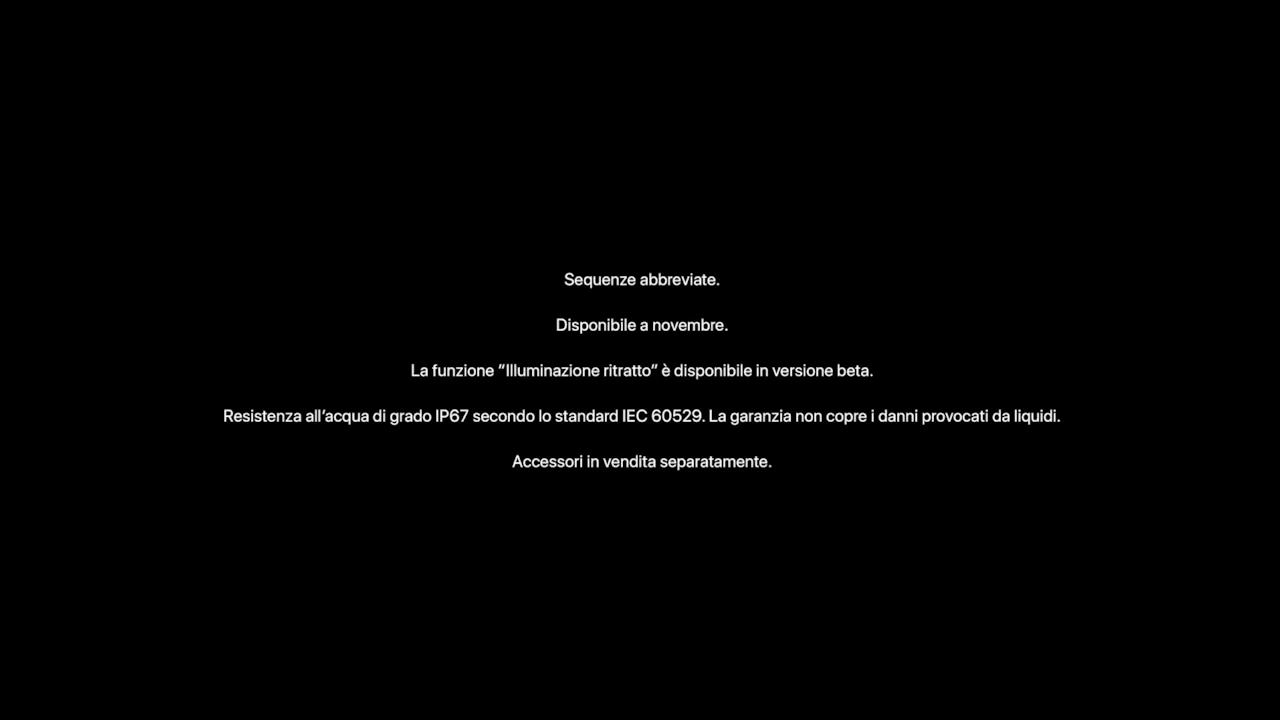 Sequenze abbreviate.
Disponibile a novembre.
La funzione “Illuminazione ritratto” è disponibile in versione beta.
Resistenza all’acqua di grado IP67 secondo lo standard IEC 60529. La garanzia non copre i danni provocati da liquidi.
Accessori in vendita separatamente.